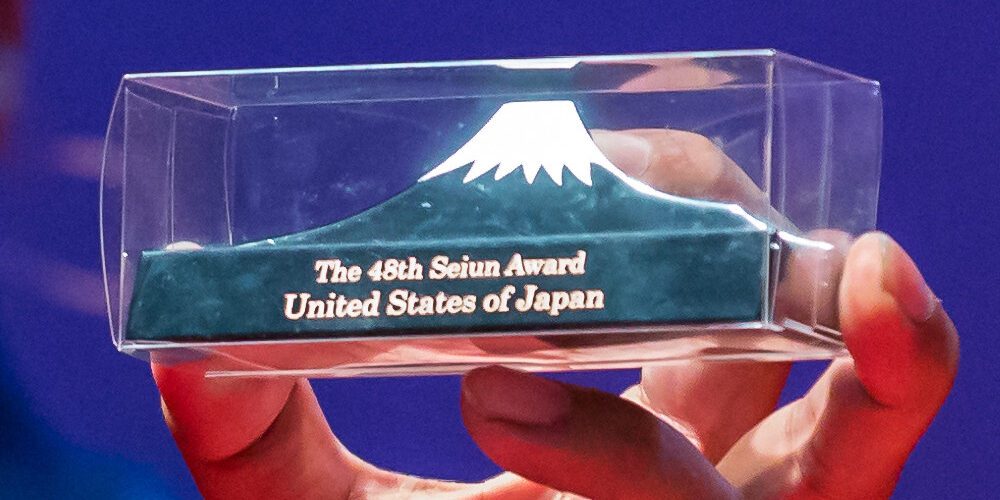 The 48th Seiun Award
United States of Japan